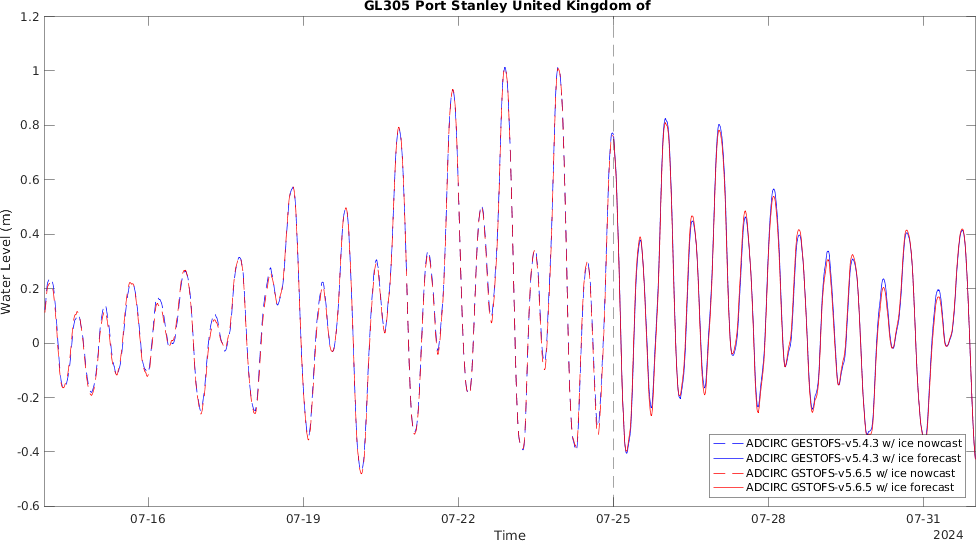 GL305 Port Stanley United Kingdom of
1.2
1
0.8
0.6
0.4
0.2
0
-0.2
-0.4
-0.6
Water Level (m)
07-16
07-19
07-22
07-25
07-28
07-31
Time
2024
ADCIRC GESTOFS-v5.4.3 w/ ice nowcast
ADCIRC GESTOFS-v5.4.3 w/ ice forecast
ADCIRC GSTOFS-v5.6.5 w/ ice nowcast
ADCIRC GSTOFS-v5.6.5 w/ ice forecast